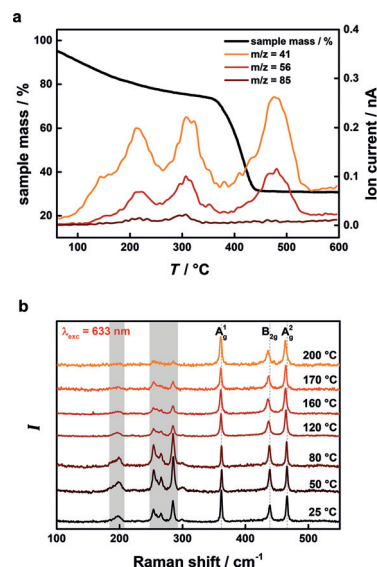 a
sample mass / %
m/z = 41
m/z = 56
m/z = 85
100
80
60
40
20
sample mass / %
0.4
0.3
0.2
0.1
0.0
Ion current / nA
100 200 300 400 500 600
T / °C
b
λexc = 633 nm
A¹g B2g A²g
200 °C
170 °C
160 °C
120 °C
80 °C
50 °C
25 °C
I
100 200 300 400 500
Raman shift / cm⁻¹